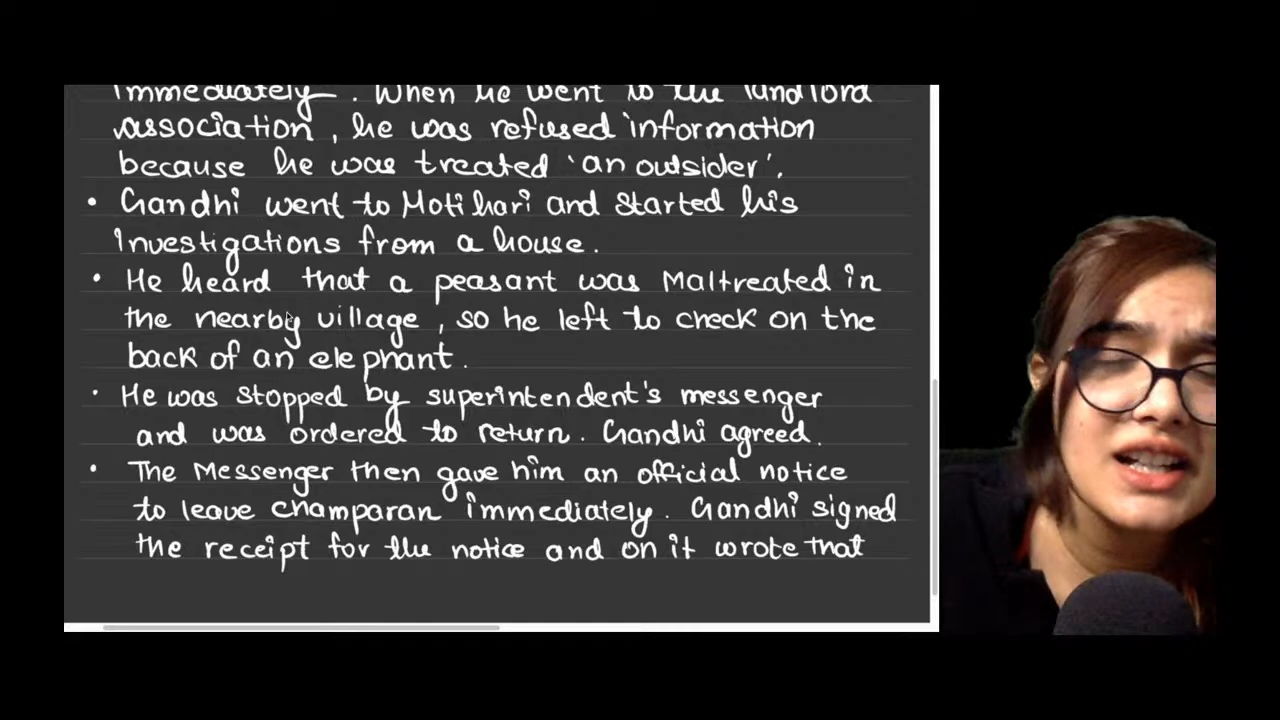 immediately. When he went to the landlord
association, he was refused information
because he was treated 'an outsider'.
• Gandhi went to Motihari and started his
investigations from a house.
• He heard that a peasant was maltreated in
the nearby village, so he left to check on the
back of an elephant.
• He was stopped by superintendent's messenger
and was ordered to return. Gandhi agreed.
• The Messenger then gave him an official notice
to leave champaran immediately. Gandhi signed
the receipt for the notice and on it wrote that